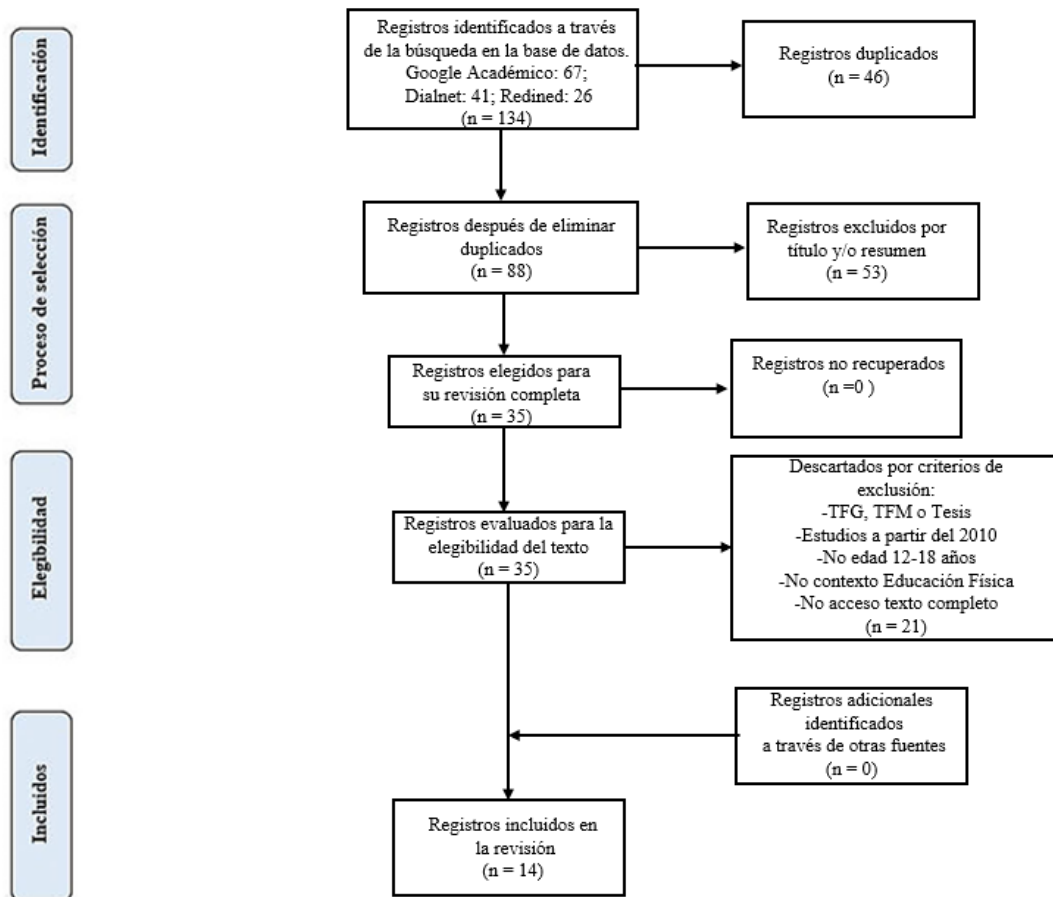 Identificación
Registros identificados a través
de la búsqueda en la base de datos.
Google Académico: 67;
Dialnet: 41; Redined: 26
(n = 134)
Registros duplicados
(n = 46)
Proceso de selección
Registros después de eliminar
duplicados
(n = 88)
Registros excluidos por
título y/o resumen
(n = 53)
Registros elegidos para
su revisión completa
(n = 35)
Registros no recuperados
(n =0 )
Elegibilidad
Registros evaluados para la
elegibilidad del texto
(n = 35)
Descartados por criterios de
exclusión:
-TFG, TFM o Tesis
-Estudios a partir del 2010
-No edad 12-18 años
-No contexto Educación Física
-No acceso texto completo
(n = 21)
Incluidos
Registros adicionales
identificados
a través de otras fuentes
(n = 0)
Registros incluidos en
la revisión
(n = 14)